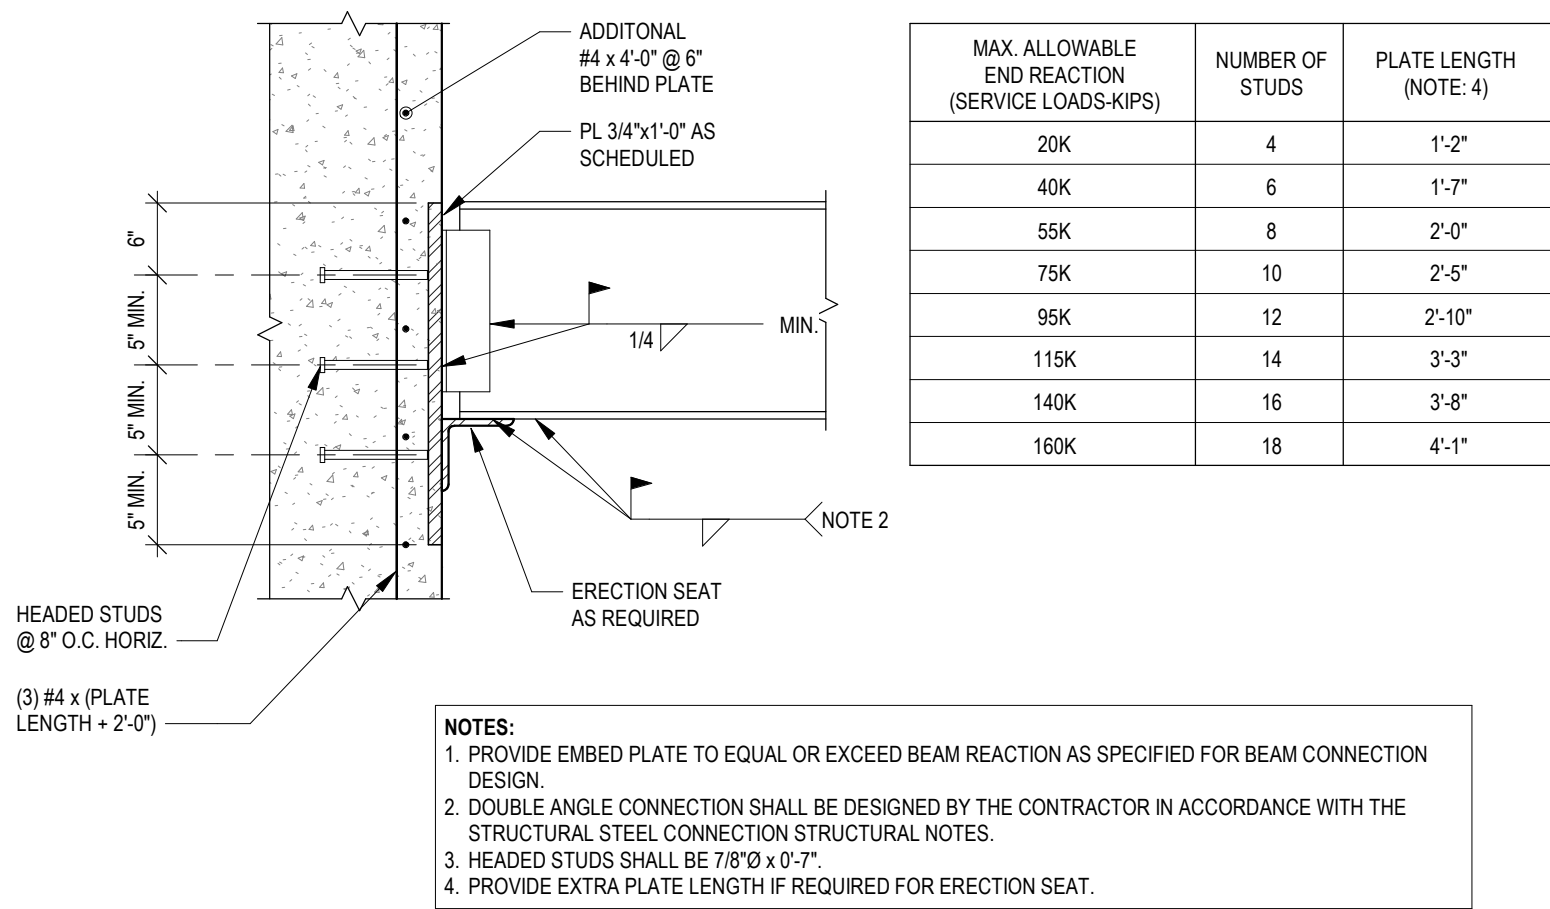 ADDITONAL
#4 x 4'-0" @ 6"
BEHIND PLATE
PL 3/4"x1'-0" AS
SCHEDULED
6"
5" MIN.
5" MIN.
5" MIN.
1/4
MIN.
NOTE 2
ERECTION SEAT
AS REQUIRED
HEADED STUDS
@ 8" O.C. HORIZ.
(3) #4 x (PLATE
LENGTH + 2'-0")
MAX. ALLOWABLE
END REACTION
(SERVICE LOADS-KIPS)
NUMBER OF
STUDS
PLATE LENGTH
(NOTE: 4)
20K 4 1'-2"
40K 6 1'-7"
55K 8 2'-0"
75K 10 2'-5"
95K 12 2'-10"
115K 14 3'-3"
140K 16 3'-8"
160K 18 4'-1"
NOTES:
1. PROVIDE EMBED PLATE TO EQUAL OR EXCEED BEAM REACTION AS SPECIFIED FOR BEAM CONNECTION
DESIGN.
2. DOUBLE ANGLE CONNECTION SHALL BE DESIGNED BY THE CONTRACTOR IN ACCORDANCE WITH THE
STRUCTURAL STEEL CONNECTION STRUCTURAL NOTES.
3. HEADED STUDS SHALL BE 7/8"Ø x 0'-7".
4. PROVIDE EXTRA PLATE LENGTH IF REQUIRED FOR ERECTION SEAT.